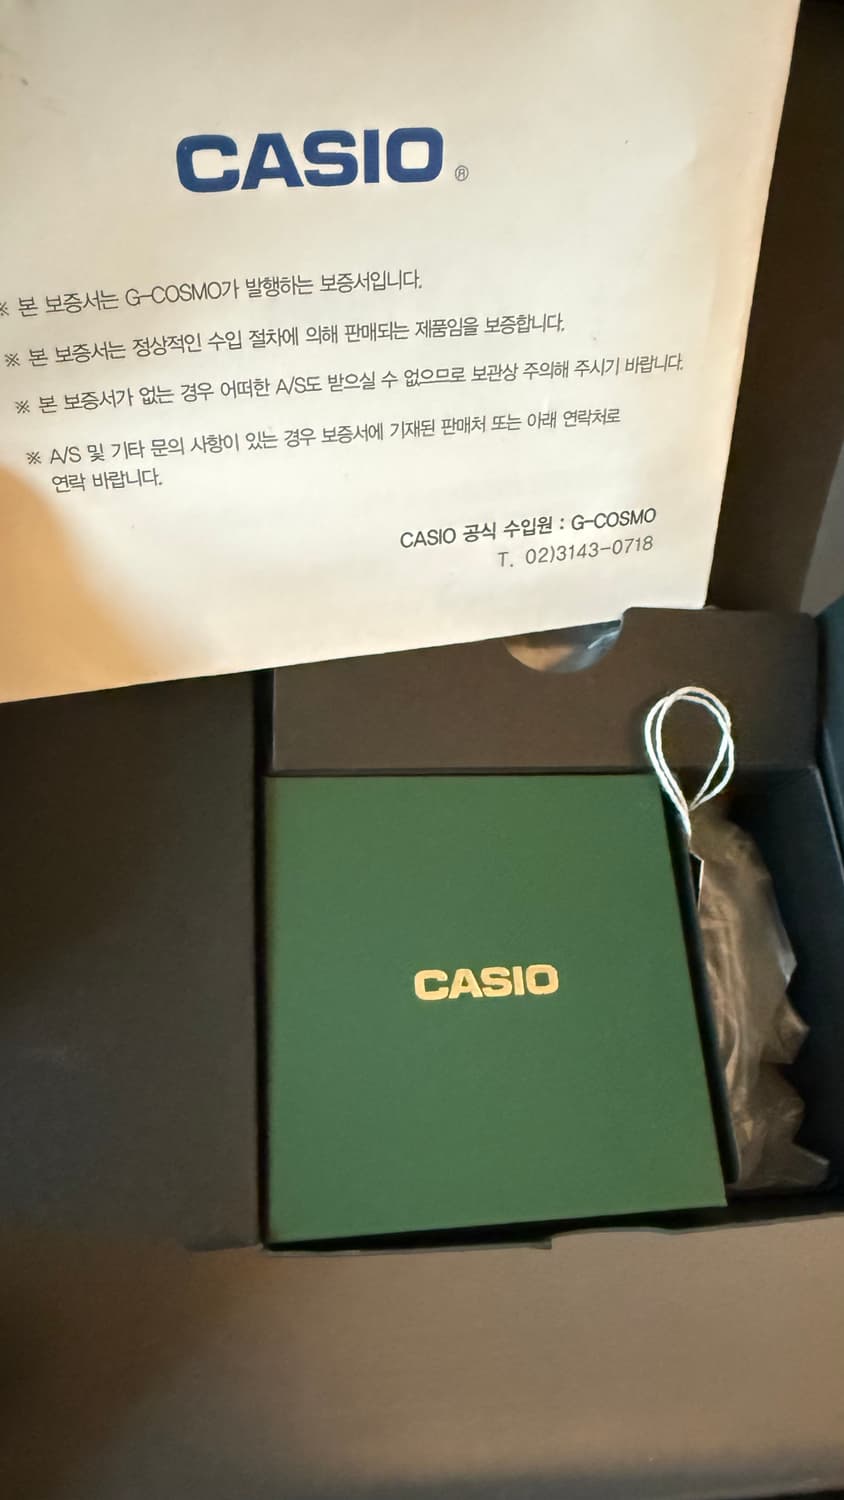 CASIO®
※ 본 보증서는 G-COSMO가 발행하는 보증서입니다.
※ 본 보증서는 정상적인 수입 절차에 의해 판매되는 제품임을 보증합니다.
※ 본 보증서가 없는 경우 어떠한 A/S도 받으실 수 없으므로 보관상 주의해 주시기 바랍니다.
※ A/S 및 기타 문의 사항이 있는 경우 보증서에 기재된 판매처 또는 아래 연락처로
연락 바랍니다.
CASIO 공식 수입원 : G-COSMO
T. 02)3143-0718
CASIO